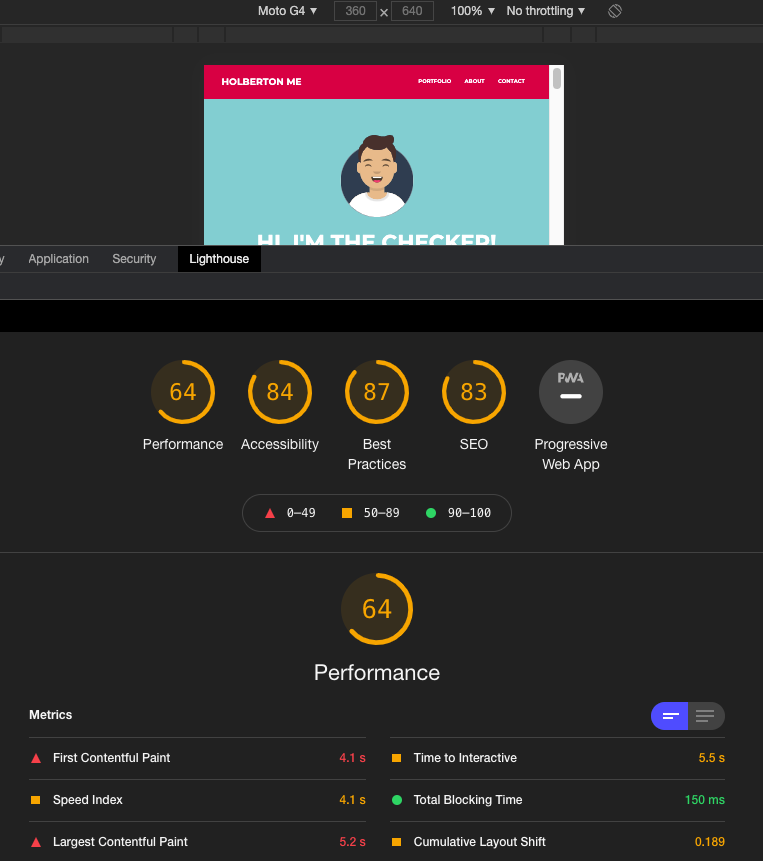 Moto G4 ▼ 360 × 640 100% ▼ No throttling ▼
HOLBERTON ME PORTFOLIO ABOUT CONTACT
HI, I'M THE CHECKER!
y Application Security Lighthouse
64 84 87 83 PWA
Performance Accessibility Best Practices SEO Progressive Web App
0–49 50–89 90–100
64
Performance
Metrics
First Contentful Paint 4.1 s Time to Interactive 5.5 s
Speed Index 4.1 s Total Blocking Time 150 ms
Largest Contentful Paint 5.2 s Cumulative Layout Shift 0.189